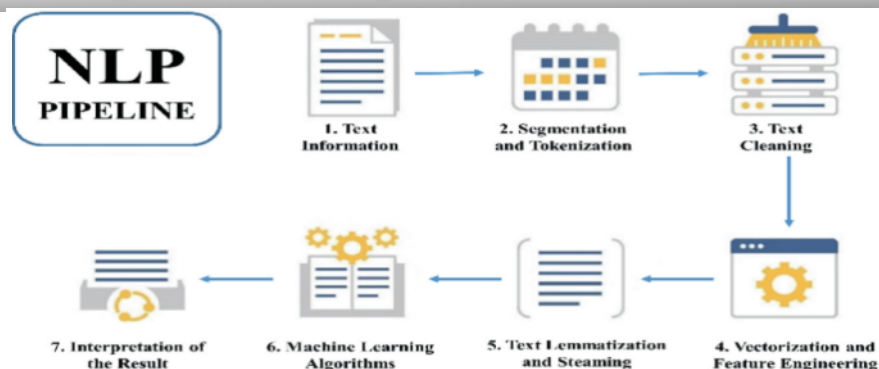 NLP
PIPELINE
1. Text
Information
2. Segmentation
and Tokenization
3. Text
Cleaning
4. Vectorization and
Feature Engineering
5. Text Lemmatization
and Steaming
6. Machine Learning
Algorithms
7. Interpretation of
the Result